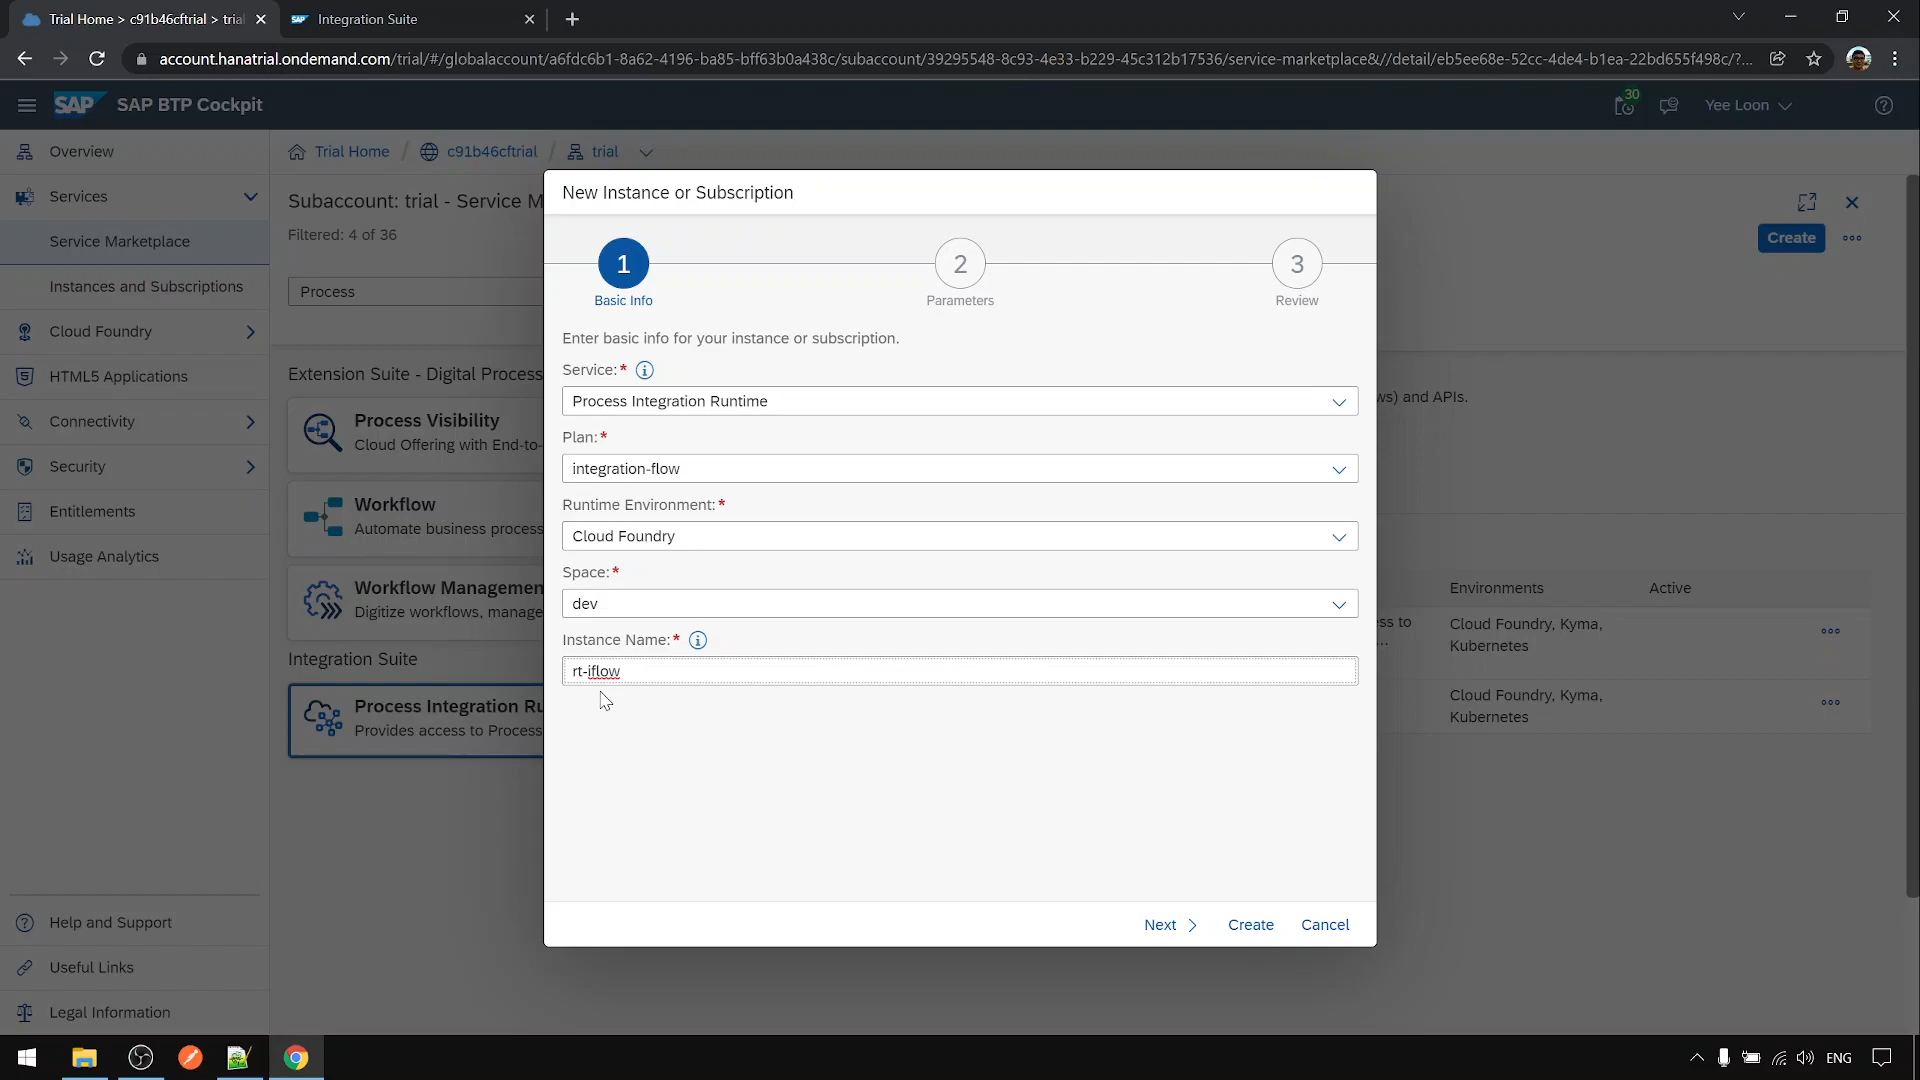 Trial Home > c91b46cftrial > trial
Integration Suite
account.hanatrial.ondemand.com/trial/#/globalaccount/a6fdc6b1-8a62-4196-ba85-bff63b0a438c/subaccount/39295548-8c93-4e33-b229-45c312b17536/service-marketplace&//detail/eb5ee68e-52cc-4de4-b1ea-22bd655f498c/?...
SAP
SAP BTP Cockpit
30
Yee Loon
Overview
Services
Service Marketplace
Instances and Subscriptions
Cloud Foundry
HTML5 Applications
Connectivity
Security
Entitlements
Usage Analytics
Help and Support
Useful Links
Legal Information
Trial Home / c91b46cftrial / trial
Subaccount: trial - Service M
Filtered: 4 of 36
Process
Extension Suite - Digital Process
Process Visibility
Cloud Offering with End-to-
Workflow
Automate business process
Workflow Managemen
Digitize workflows, manage
Integration Suite
Process Integration Ru
Provides access to Process
New Instance or Subscription
1
2
3
Basic Info
Parameters
Review
Enter basic info for your instance or subscription.
Service:*
Process Integration Runtime
Plan:*
integration-flow
Runtime Environment:*
Cloud Foundry
Space:*
dev
Instance Name:*
rt-iflow
Next
Create
Cancel
Create
ws) and APIs.
Environments
Active
ess to
...
Cloud Foundry, Kyma,
Kubernetes
Cloud Foundry, Kyma,
Kubernetes
ENG